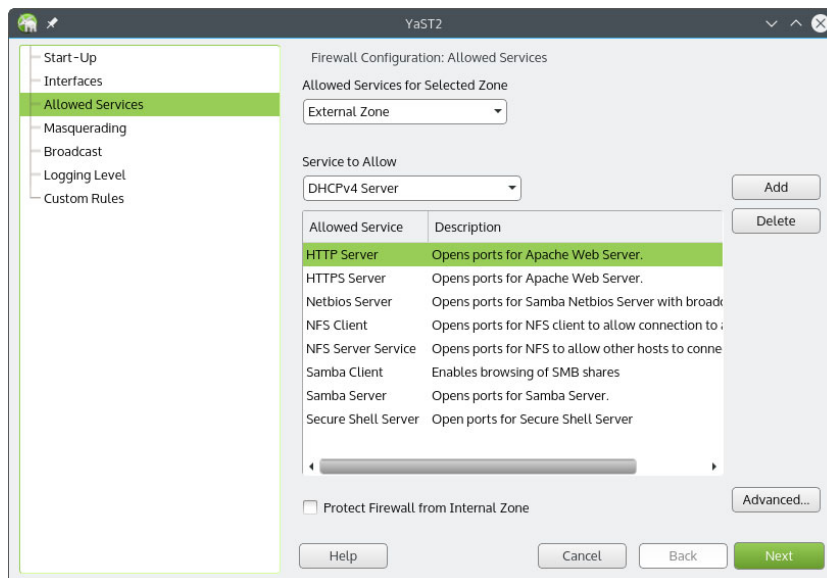 YaST2
Start-Up
Interfaces
Allowed Services
Masquerading
Broadcast
Logging Level
Custom Rules
Firewall Configuration: Allowed Services
Allowed Services for Selected Zone
External Zone
Service to Allow
DHCPv4 Server
Add
Delete
Allowed Service Description
HTTP Server Opens ports for Apache Web Server.
HTTPS Server Opens ports for Apache Web Server.
Netbios Server Opens ports for Samba Netbios Server with
NFS Client Opens ports for NFS client to allow connection to
NFS Server Service Opens ports for NFS to allow other hosts to
Samba Client Enables browsing of SMB shares
Samba Server Opens ports for Samba Server.
Secure Shell Server Open ports for Secure Shell Server
Protect Firewall from Internal Zone
Advanced...
Help
Cancel
Back
Next